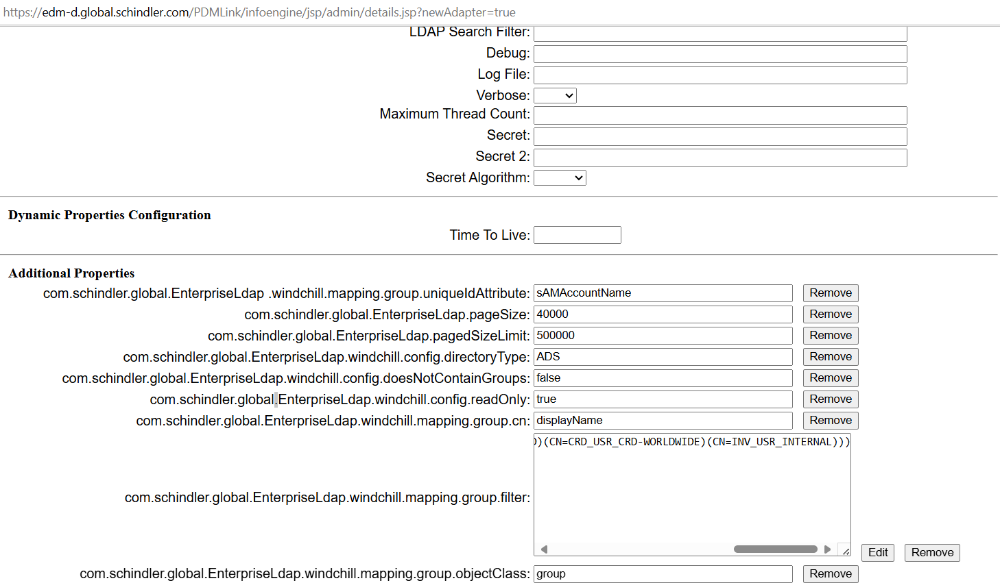 https://edm-d.global.schindler.com/PDMLink/infoengine/jsp/admin/details.jsp?newAdapter=true
LDAP Search Filter:
Debug:
Log File:
Verbose:
Maximum Thread Count:
Secret:
Secret 2:
Secret Algorithm:
Dynamic Properties Configuration
Time To Live:
Additional Properties
com.schindler.global.EnterpriseLdap .windchill.mapping.group.uniqueIdAttribute: sAMAccountName Remove
com.schindler.global.EnterpriseLdap.pageSize: 40000 Remove
com.schindler.global.EnterpriseLdap.pagedSizeLimit: 500000 Remove
com.schindler.global.EnterpriseLdap.windchill.config.directoryType: ADS Remove
com.schindler.global.EnterpriseLdap.windchill.config.doesNotContainGroups: false Remove
com.schindler.global.EnterpriseLdap.windchill.config.readOnly: true Remove
com.schindler.global.EnterpriseLdap.windchill.mapping.group.cn: displayName Remove
)(CN=CRD_USR_CRD-WORLDWIDE)(CN=INV_USR_INTERNAL)))
com.schindler.global.EnterpriseLdap.windchill.mapping.group.filter:
Edit Remove
com.schindler.global.EnterpriseLdap.windchill.mapping.group.objectClass: group Remove